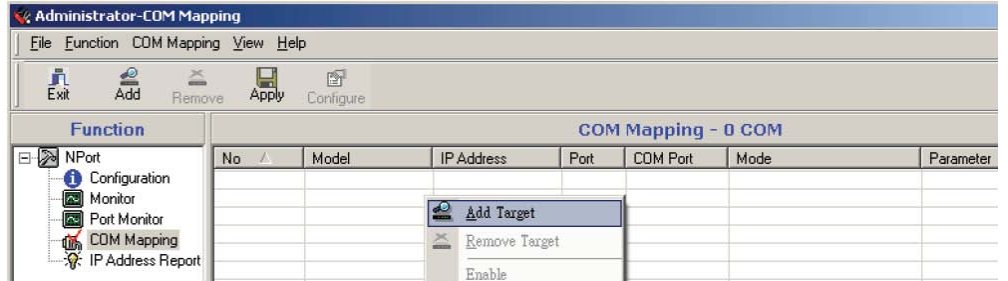 Administrator-COM Mapping
File Function COM Mapping View Help
Exit Add Remove Apply Configure
Function COM Mapping - 0 COM
NPort No Model IP Address Port COM Port Mode Parameter
Configuration
Monitor
Port Monitor Add Target
COM Mapping Remove Target
IP Address Report Enable